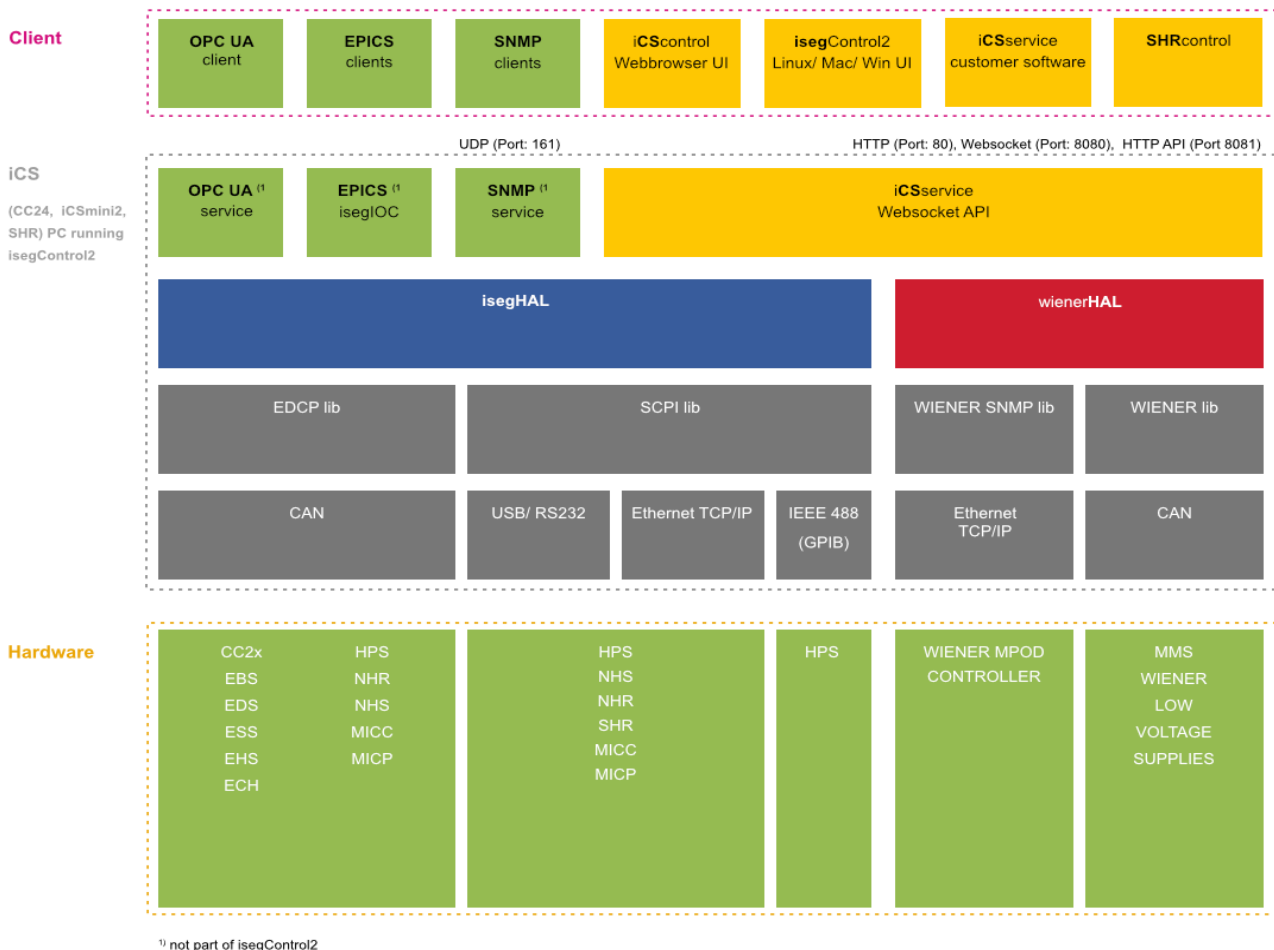 Client
OPC UA
client
EPICS
clients
SNMP
clients
iCScontrol
Webbrowser UI
isegControl2
Linux/ Mac/ Win UI
iCSservice
customer software
SHRcontrol
UDP (Port: 161)
HTTP (Port: 80), Websocket (Port: 8080), HTTP API (Port 8081)
iCS
(CC24, iCSmini2,
SHR) PC running
isegControl2
OPC UA (1
service
EPICS (1
isegIOC
SNMP (1
service
iCSservice
Websocket API
isegHAL
wienerHAL
EDCP lib
SCPI lib
WIENER SNMP lib
WIENER lib
CAN
USB/ RS232
Ethernet TCP/IP
IEEE 488
(GPIB)
Ethernet
TCP/IP
CAN
Hardware
CC2x
EBS
EDS
ESS
EHS
ECH
HPS
NHR
NHS
MICC
MICP
HPS
NHS
NHR
SHR
MICC
MICP
HPS
WIENER MPOD
CONTROLLER
MMS
WIENER
LOW
VOLTAGE
SUPPLIES
1) not part of isegControl2